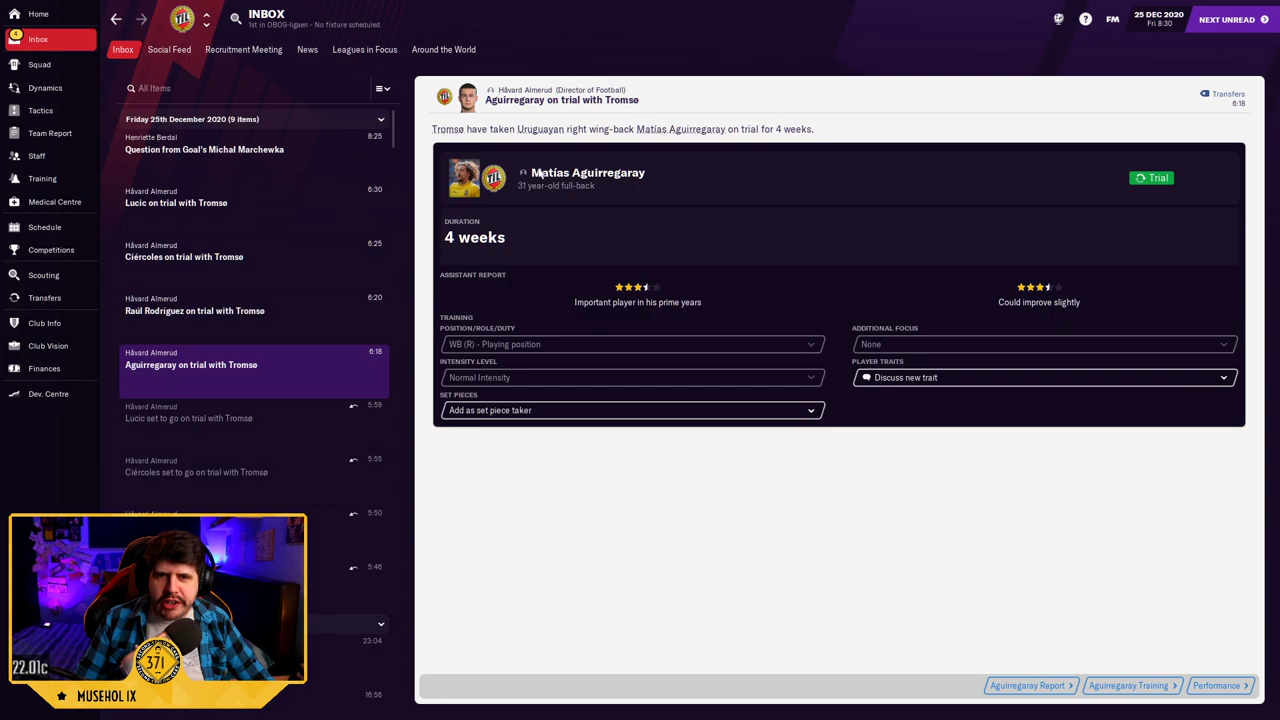 Home
INBOX
1st in OBOS-ligaen - No fixture scheduled.
FM
25 DEC 2020
Fri 8:30
NEXT UNREAD
4
Inbox
Squad
Dynamics
Tactics
Team Report
Staff
Training
Medical Centre
Schedule
Competitions
Scouting
Transfers
Club Info
Club Vision
Finances
Dev. Centre
Inbox
Social Feed
Recruitment Meeting
News
Leagues in Focus
Around the World
All Items
Friday 25th December 2020 (9 items)
Henriette Berdal
8:25
Question from Goal's Michal Marchewka
Håvard Almerud
6:30
Lucic on trial with Tromsø
Håvard Almerud
6:25
Ciércoles on trial with Tromsø
Håvard Almerud
6:20
Raúl Rodríguez on trial with Tromsø
Håvard Almerud
6:18
Aguirregaray on trial with Tromsø
Håvard Almerud
5:59
Lucic set to go on trial with Tromsø
Håvard Almerud
5:55
Ciércoles set to go on trial with Tromsø
5:50
5:46
23:04
16:56
Håvard Almerud (Director of Football)
Aguirregaray on trial with Tromsø
Transfers
6:18
Tromsø have taken Uruguayan right wing-back Matías Aguirregaray on trial for 4 weeks.
Matías Aguirregaray
31 year-old full-back
Trial
DURATION
4 weeks
ASSISTANT REPORT
Important player in his prime years
Could improve slightly
TRAINING
POSITION/ROLE/DUTY
WB (R) - Playing position
ADDITIONAL FOCUS
None
INTENSITY LEVEL
Normal Intensity
PLAYER TRAITS
Discuss new trait
SET PIECES
Add as set piece taker
Aguirregaray Report
Aguirregaray Training
Performance
22.01c
371
MUSEHOL IX